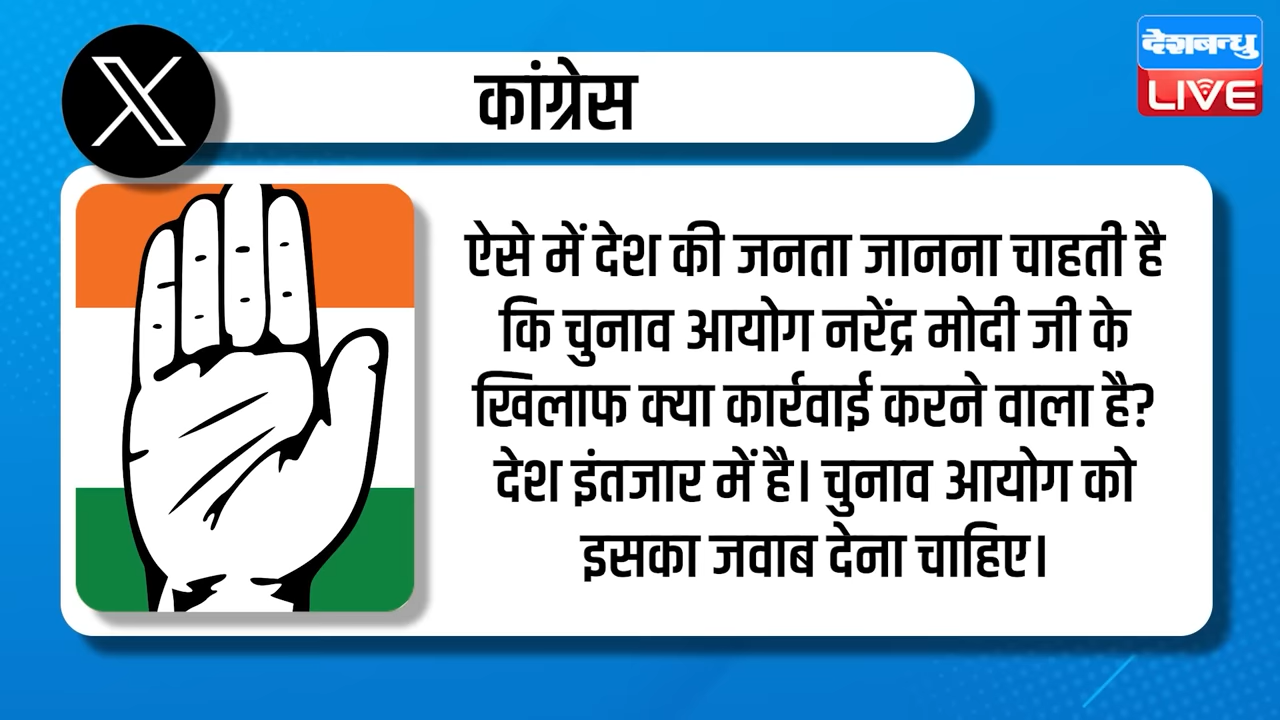 कांग्रेस
देशबन्धु
LIVE
ऐसे में देश की जनता जानना चाहती है
कि चुनाव आयोग नरेंद्र मोदी जी के
खिलाफ क्या कार्रवाई करने वाला है?
देश इंतजार में है। चुनाव आयोग को
इसका जवाब देना चाहिए।